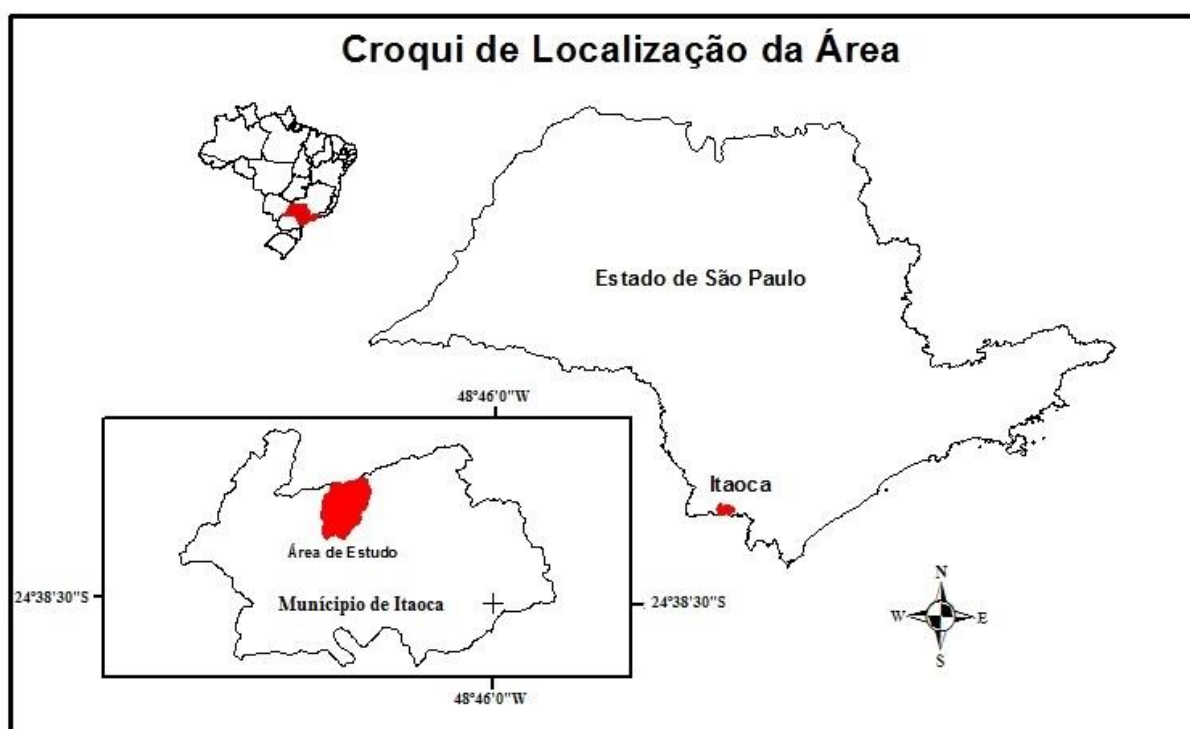 Croqui de Localização da Área
Estado de São Paulo
48°46'0"W
Itaoca
Área de Estudo
24°38'30"S
Munícipio de Itaoca
24°38'30"S
48°46'0"W
N
W
E
S